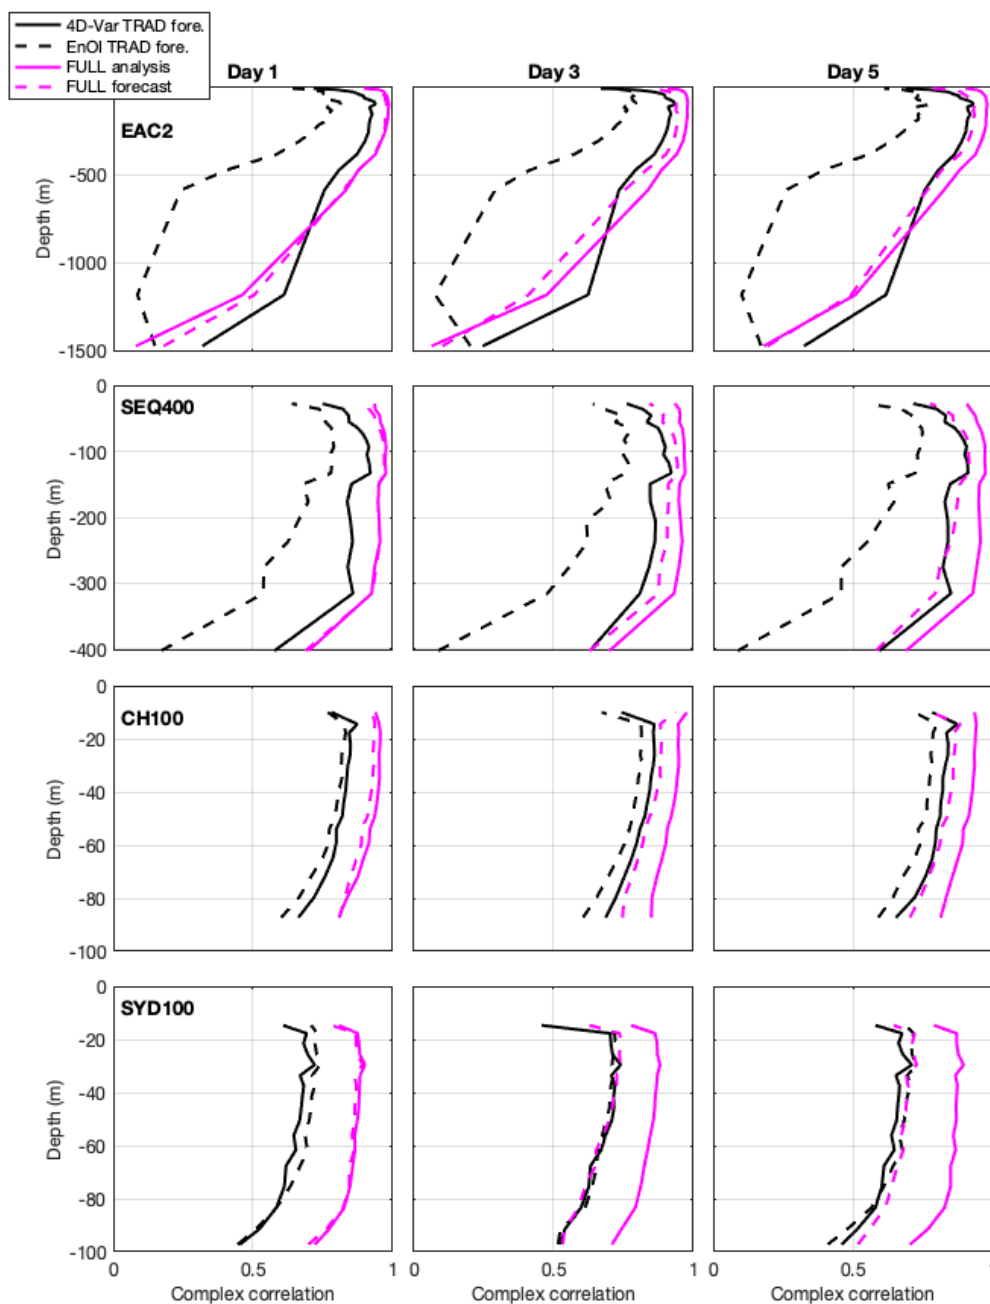 4D-Var TRAD fore.
EnOI TRAD fore.
FULL analysis
FULL forecast
Day 1
Day 3
Day 5
EAC2
-500
-1000
-1500
Depth (m)
SEQ400
0
-100
-200
-300
-400
Depth (m)
CH100
0
-20
-40
-60
-80
-100
Depth (m)
SYD100
0
-20
-40
-60
-80
-100
Depth (m)
0 0.5 1 0 0.5 1 0 0.5 1
Complex correlation Complex correlation Complex correlation